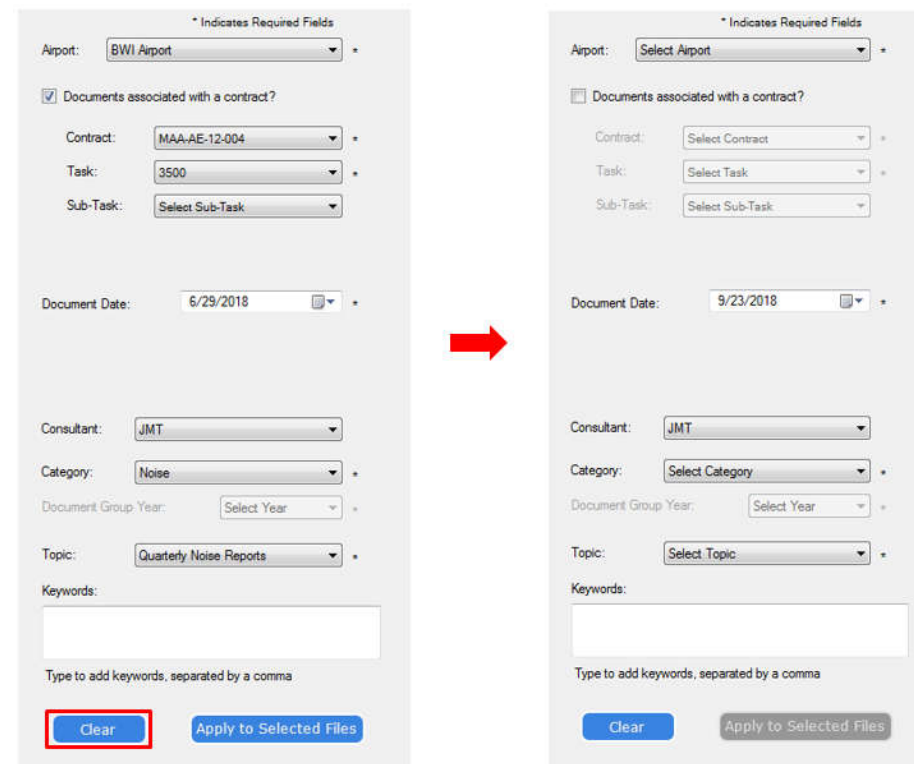 * Indicates Required Fields
Airport: BWI Airport *
Documents associated with a contract?
Contract: MAA-AE-12-004 *
Task: 3500 *
Sub-Task: Select Sub-Task
Document Date: 6/29/2018 *
Consultant: JMT
Category: Noise *
Document Group Year: Select Year *
Topic: Quarterly Noise Reports *
Keywords:
Type to add keywords, separated by a comma
Clear Apply to Selected Files
* Indicates Required Fields
Airport: Select Airport *
Documents associated with a contract?
Contract: Select Contract *
Task: Select Task *
Sub-Task: Select Sub-Task
Document Date: 9/23/2018 *
Consultant: JMT
Category: Select Category *
Document Group Year: Select Year *
Topic: Select Topic *
Keywords:
Type to add keywords, separated by a comma
Clear Apply to Selected Files